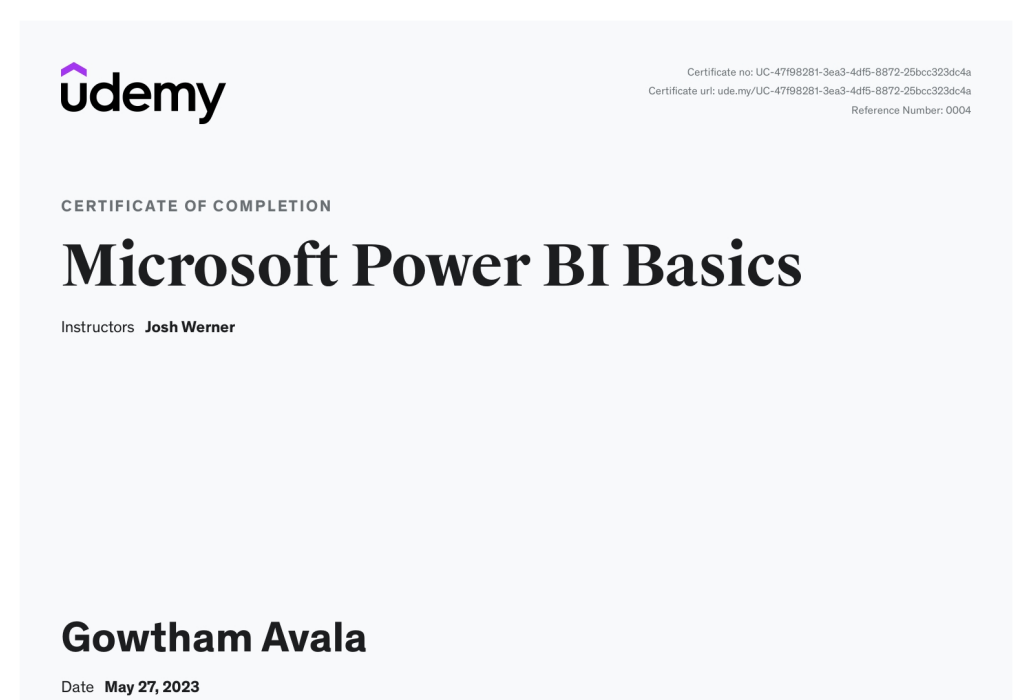 udemy
Certificate no: UC-47f98281-3ea3-4df5-8872-25bcc323dc4a
Certificate url: ude.my/UC-47f98281-3ea3-4df5-8872-25bcc323dc4a
Reference Number: 0004
CERTIFICATE OF COMPLETION
Microsoft Power BI Basics
Instructors Josh Werner
Gowtham Avala
Date May 27, 2023